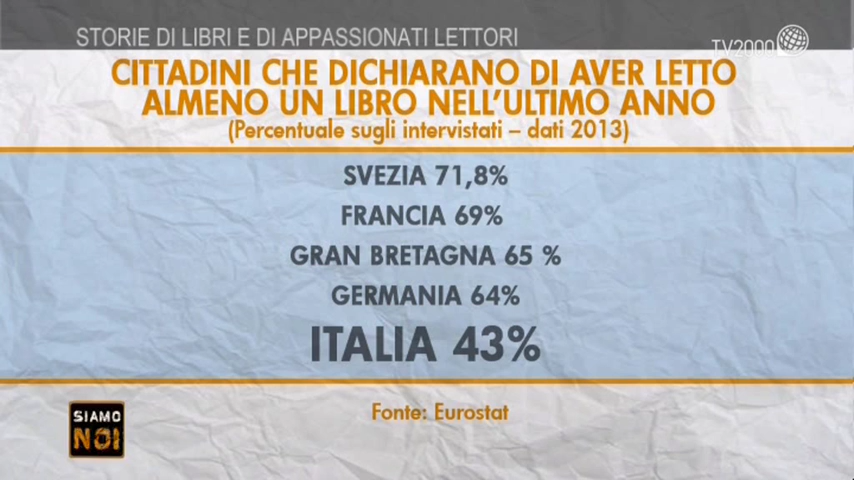 STORIE DI LIBRI E DI APPASSIONATI LETTORI
TV2000
CITTADINI CHE DICHIARANO DI AVER LETTO
ALMENO UN LIBRO NELL'ULTIMO ANNO
(Percentuale sugli intervistati – dati 2013)
SVEZIA 71,8%
FRANCIA 69%
GRAN BRETAGNA 65 %
GERMANIA 64%
ITALIA 43%
Fonte: Eurostat
SIAMO
NOI